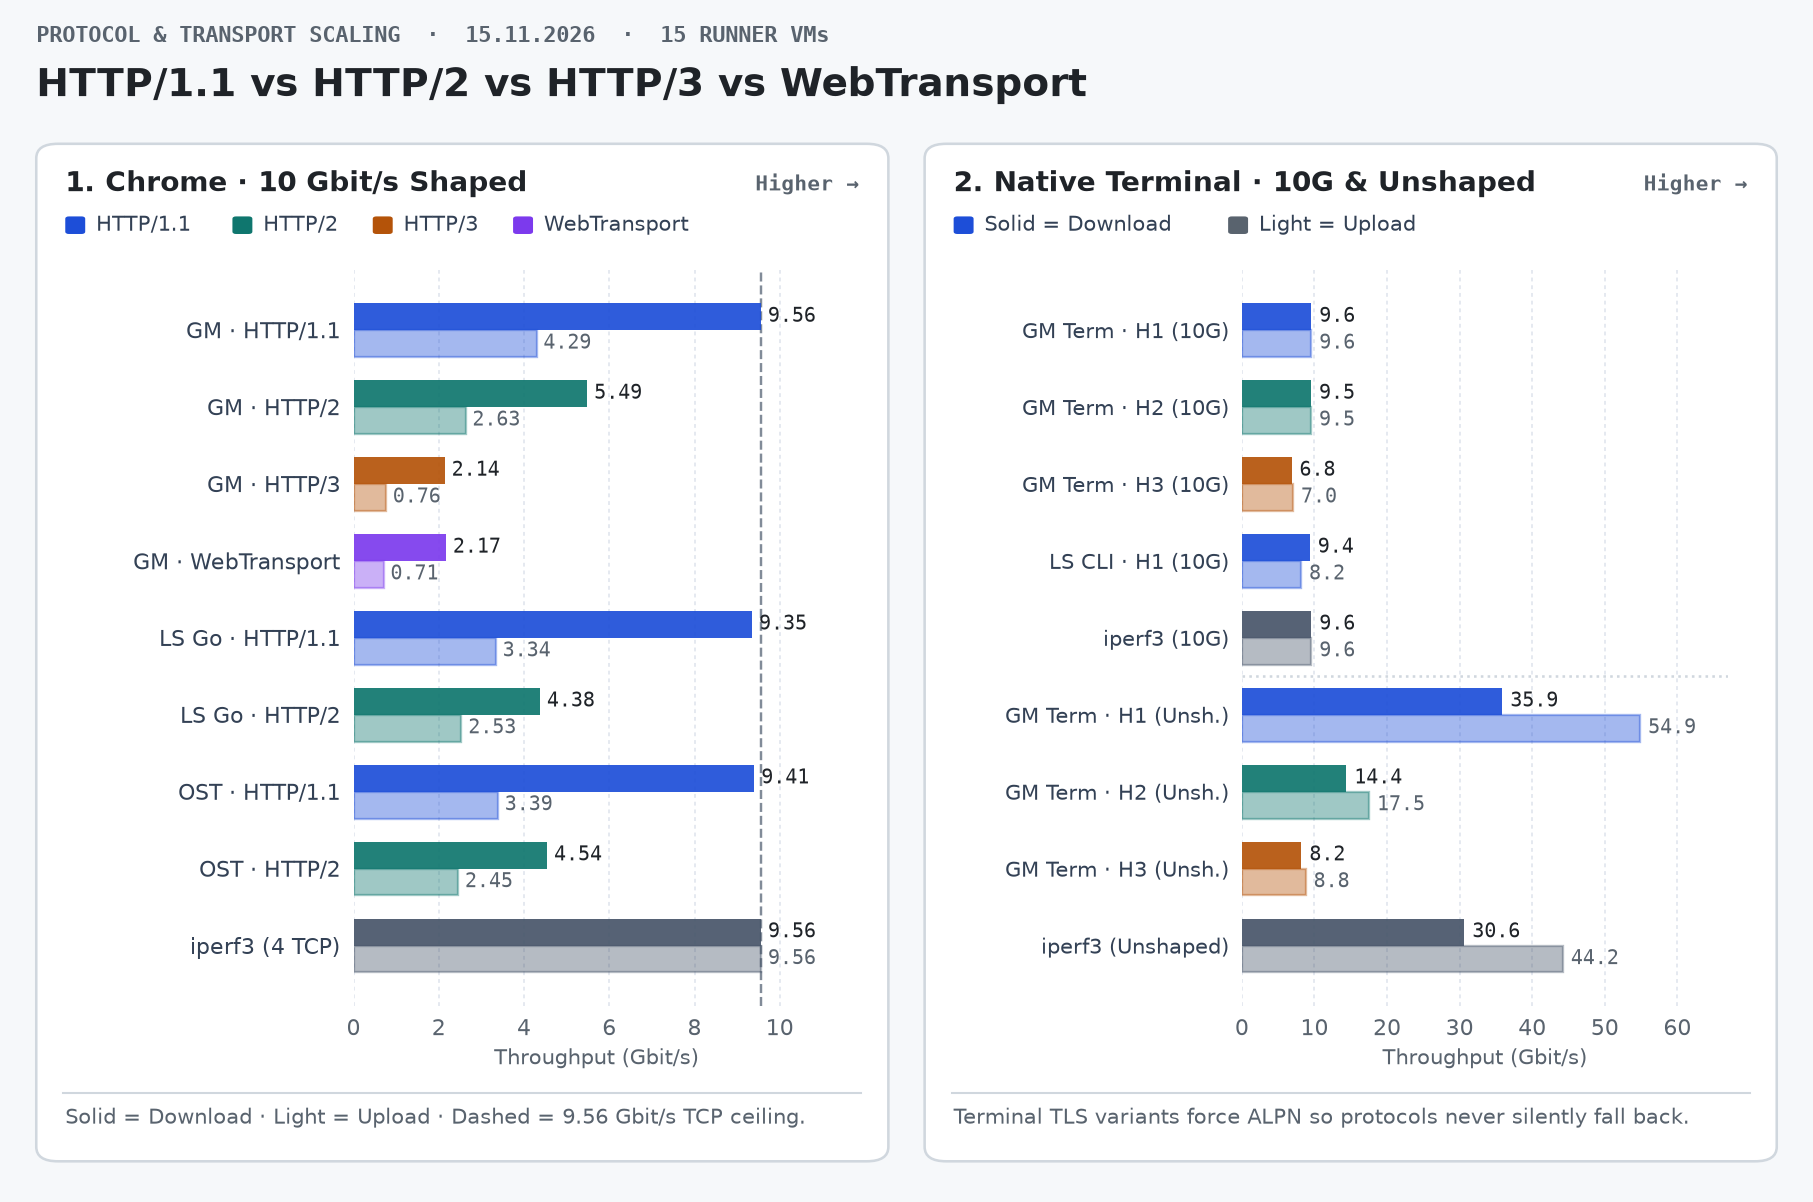 PROTOCOL & TRANSPORT SCALING · 15.11.2026 · 15 RUNNER VMs
HTTP/1.1 vs HTTP/2 vs HTTP/3 vs WebTransport
1. Chrome · 10 Gbit/s Shaped
Higher →
HTTP/1.1 HTTP/2 HTTP/3 WebTransport
GM · HTTP/1.1
9.56
4.29
GM · HTTP/2
5.49
2.63
GM · HTTP/3
2.14
0.76
GM · WebTransport
2.17
0.71
LS Go · HTTP/1.1
9.35
3.34
LS Go · HTTP/2
4.38
2.53
OST · HTTP/1.1
9.41
3.39
OST · HTTP/2
4.54
2.45
iperf3 (4 TCP)
9.56
9.56
0 2 4 6 8 10
Throughput (Gbit/s)
Solid = Download · Light = Upload · Dashed = 9.56 Gbit/s TCP ceiling.
2. Native Terminal · 10G & Unshaped
Higher →
Solid = Download Light = Upload
GM Term · H1 (10G)
9.6
9.6
GM Term · H2 (10G)
9.5
9.5
GM Term · H3 (10G)
6.8
7.0
LS CLI · H1 (10G)
9.4
8.2
iperf3 (10G)
9.6
9.6
GM Term · H1 (Unsh.)
35.9
54.9
GM Term · H2 (Unsh.)
14.4
17.5
GM Term · H3 (Unsh.)
8.2
8.8
iperf3 (Unshaped)
30.6
44.2
0 10 20 30 40 50 60
Throughput (Gbit/s)
Terminal TLS variants force ALPN so protocols never silently fall back.